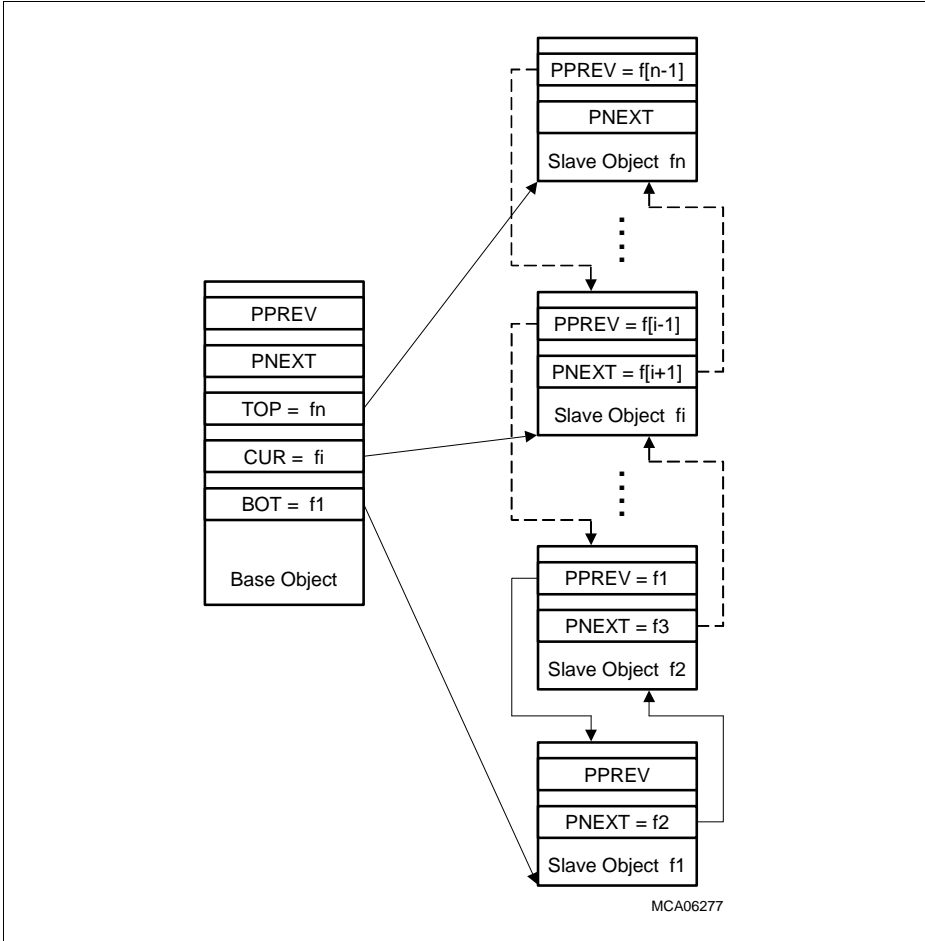 PPREV = f[n-1]
PNEXT
Slave Object fn
PPREV
PNEXT
TOP = fn
CUR = fi
BOT = f1
Base Object
PPREV = f[i-1]
PNEXT = f[i+1]
Slave Object fi
PPREV = f1
PNEXT = f3
Slave Object f2
PPREV
PNEXT = f2
Slave Object f1
MCA06277